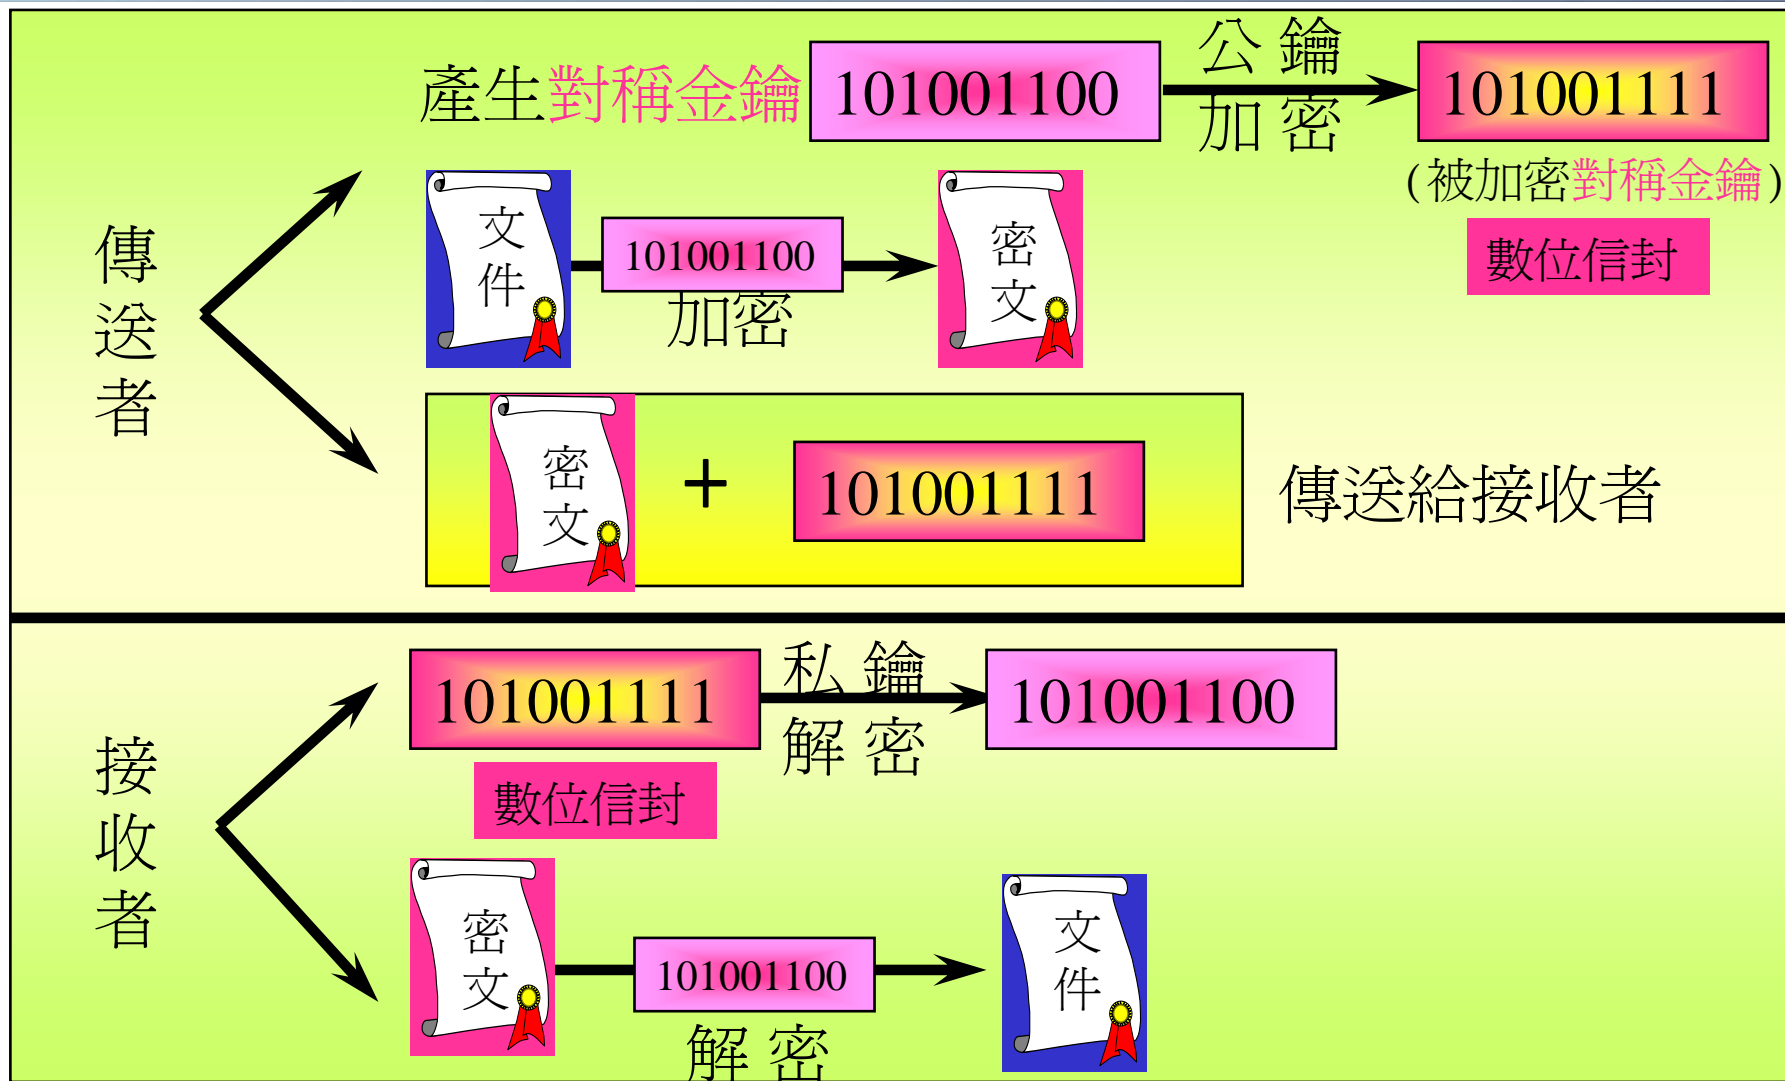 產生對稱金鑰 101001100 公鑰加密 101001111
(被加密對稱金鑰)
數位信封
傳送者
文件 101001100 加密 密文
密文 + 101001111 傳送給接收者
接收者
101001111 私鑰解密 101001100
數位信封
密文 101001100 解密 文件